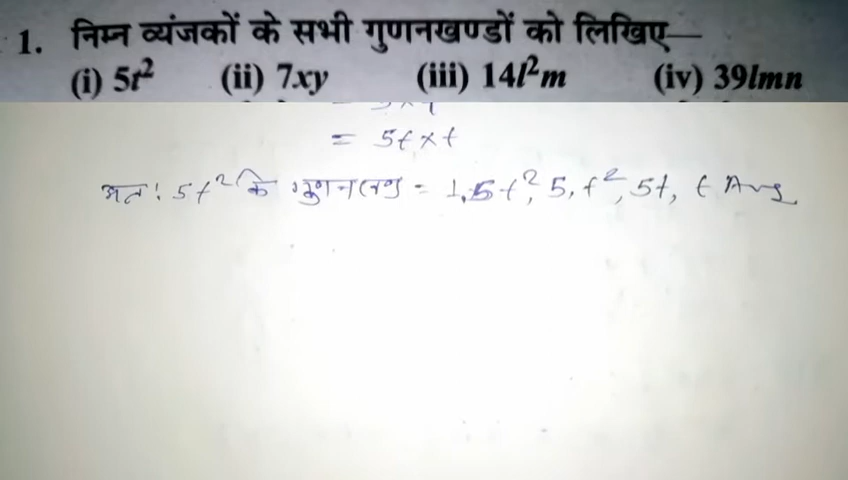 1. निम्न व्यंजकों के सभी गुणनखण्डों को लिखिए—
(i) 5t² (ii) 7xy (iii) 14l²m (iv) 39lmn
= 5t × t
अतः 5t² के गुणनखण्ड = 1, 5t², 5, t², 5t, t Ans